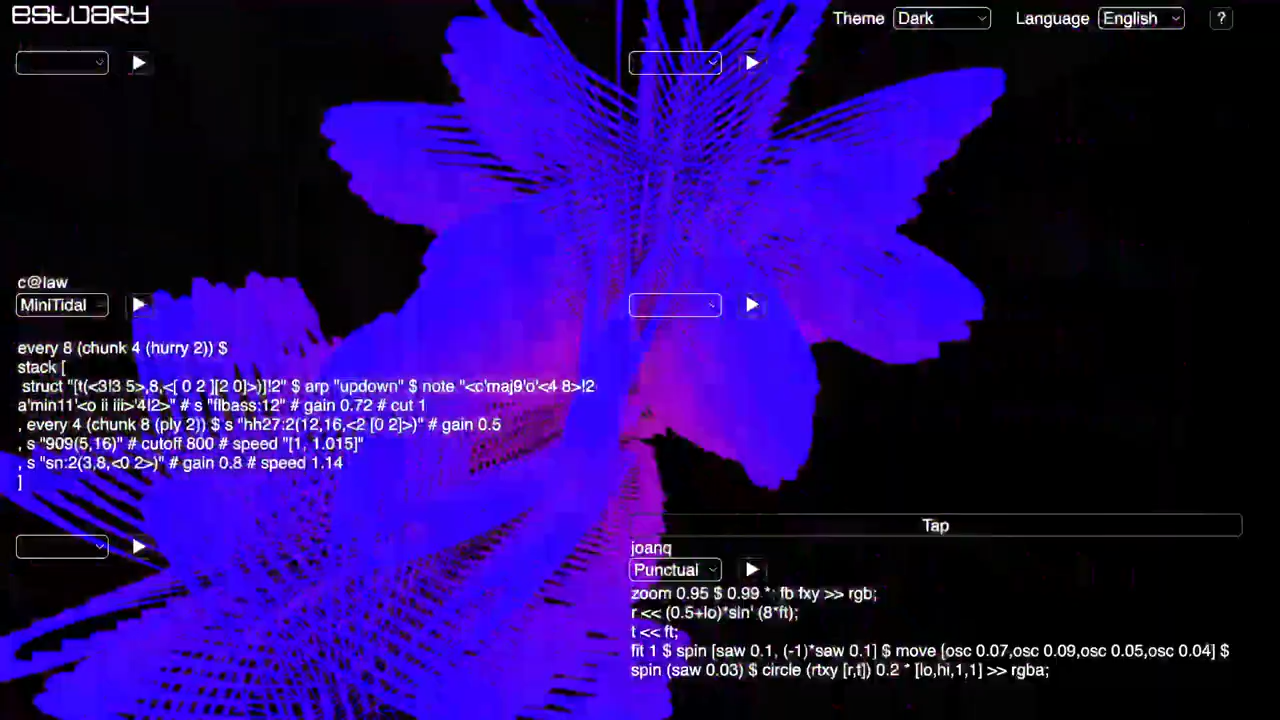 estuary
Theme Dark Language English ?
c@law
MiniTidal
every 8 (chunk 4 (hurry 2)) $
stack [
struct "[t(<3!3 5>,8,<[ 0 2 ][2 0]>)]!2" $ arp "updown" $ note "<c'maj9'o'<4 8>!2
a'min11'<o ii iii>'4!2>" # s "flbass:12" # gain 0.72 # cut 1
, every 4 (chunk 8 (ply 2)) $ s "hh27:2(12,16,<2 [0 2]>)" # gain 0.5
, s "909(5,16)" # cutoff 800 # speed "[1, 1.015]"
, s "sn:2(3,8,<0 2>)" # gain 0.8 # speed 1.14
]
Tap
joanq
Punctual
zoom 0.95 $ 0.99 * fb fxy >> rgb;
r << (0.5+lo)*sin' (8*ft);
t << ft;
fit 1 $ spin [saw 0.1, (-1)*saw 0.1] $ move [osc 0.07,osc 0.09,osc 0.05,osc 0.04] $
spin (saw 0.03) $ circle (rtxy [r,t]) 0.2 * [lo,hi,1,1] >> rgba;